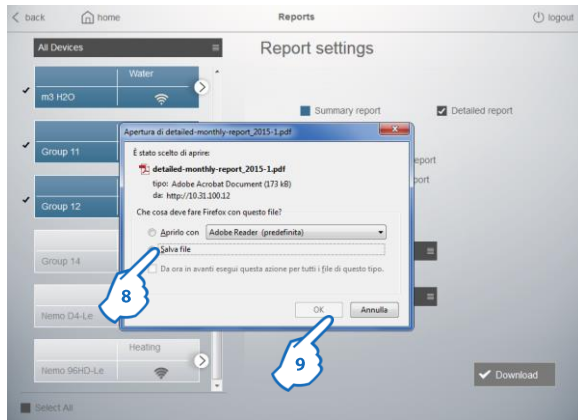 back
home
Reports
logout
All Devices
Report settings
Water
m3 H2O
Summary report
Detailed report
Group 11
Group 12
Group 14
Nemo D4-Le
Heating
Nemo 96HD-Le
Select All
Apertura di detailed-monthly-report_2015-1.pdf
È stato scelto di aprire:
detailed-monthly-report_2015-1.pdf
tipo: Adobe Acrobat Document (173 kB)
da: http://10.31.100.12
Che cosa deve fare Firefox con questo file?
Aprirlo con Adobe Reader (predefinita)
Salva file
Da ora in avanti esegui questa azione per tutti i file di questo tipo.
OK Annulla
8
9
Download